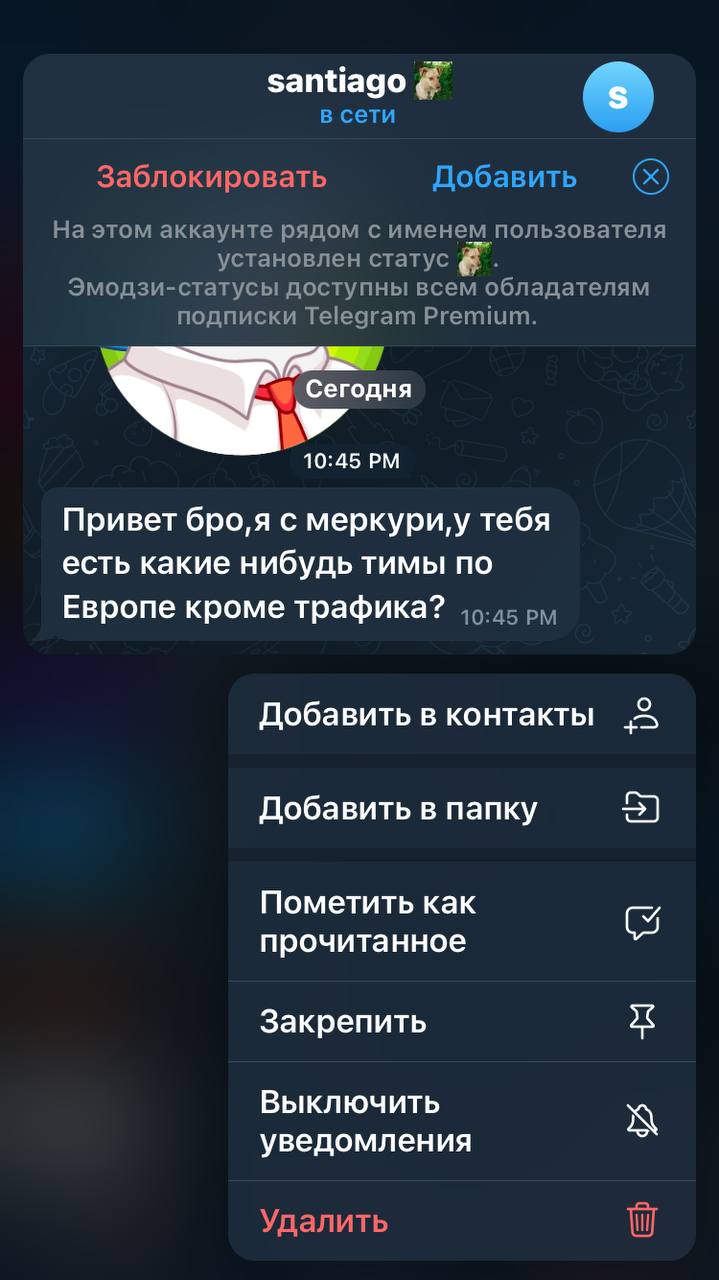 santiago
в сети
S
Заблокировать
Добавить
На этом аккаунте рядом с именем пользователя
установлен статус .
Эмодзи-статусы доступны всем обладателям
подписки Telegram Premium.
Сегодня
10:45 PM
Привет бро,я с меркури,у тебя
есть какие нибудь тимы по
Европе кроме трафика? 10:45 PM
Добавить в контакты
Добавить в папку
Пометить как
прочитанное
Закрепить
Выключить
уведомления
Удалить